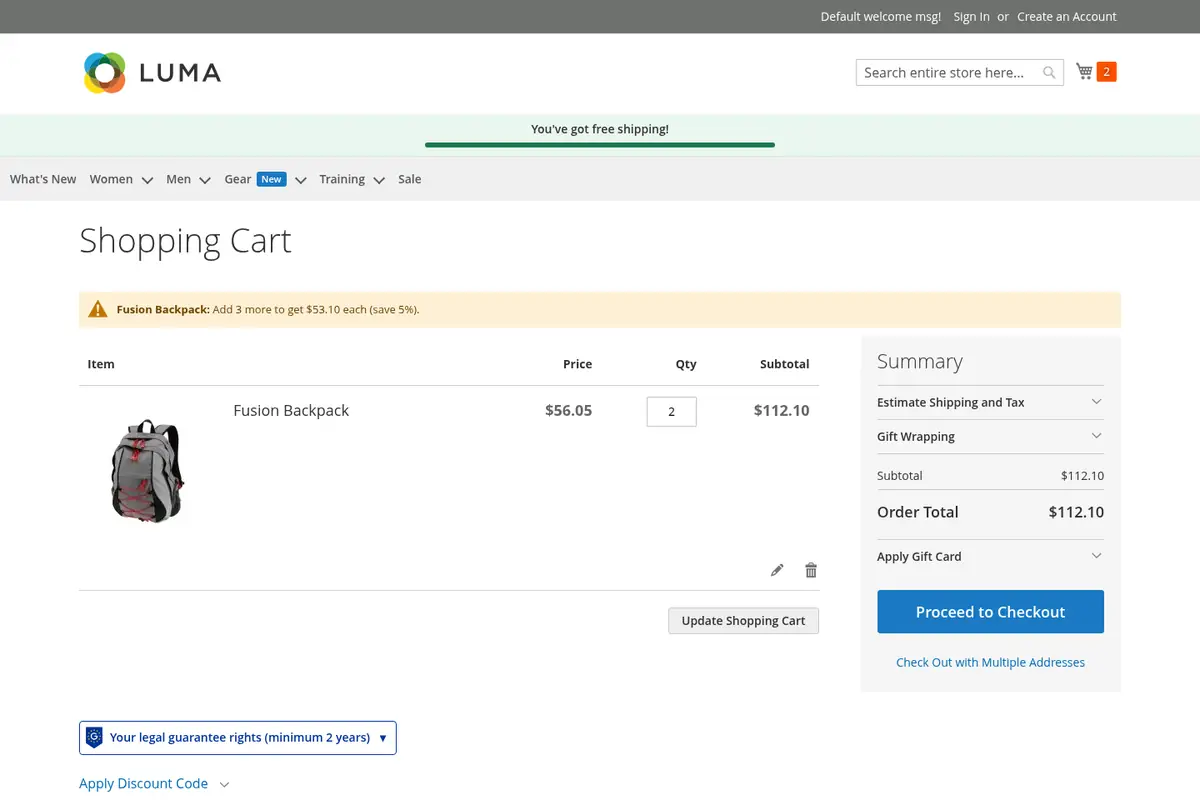 Default welcome msg! Sign In or Create an Account
LUMA
Search entire store here...
2
You've got free shipping!
What's New Women Men Gear New Training Sale
Shopping Cart
Fusion Backpack: Add 3 more to get $53.10 each (save 5%).
Item Price Qty Subtotal
Fusion Backpack $56.05 2 $112.10
Update Shopping Cart
Summary
Estimate Shipping and Tax
Gift Wrapping
Subtotal $112.10
Order Total $112.10
Apply Gift Card
Proceed to Checkout
Check Out with Multiple Addresses
G Your legal guarantee rights (minimum 2 years) ▼
Apply Discount Code